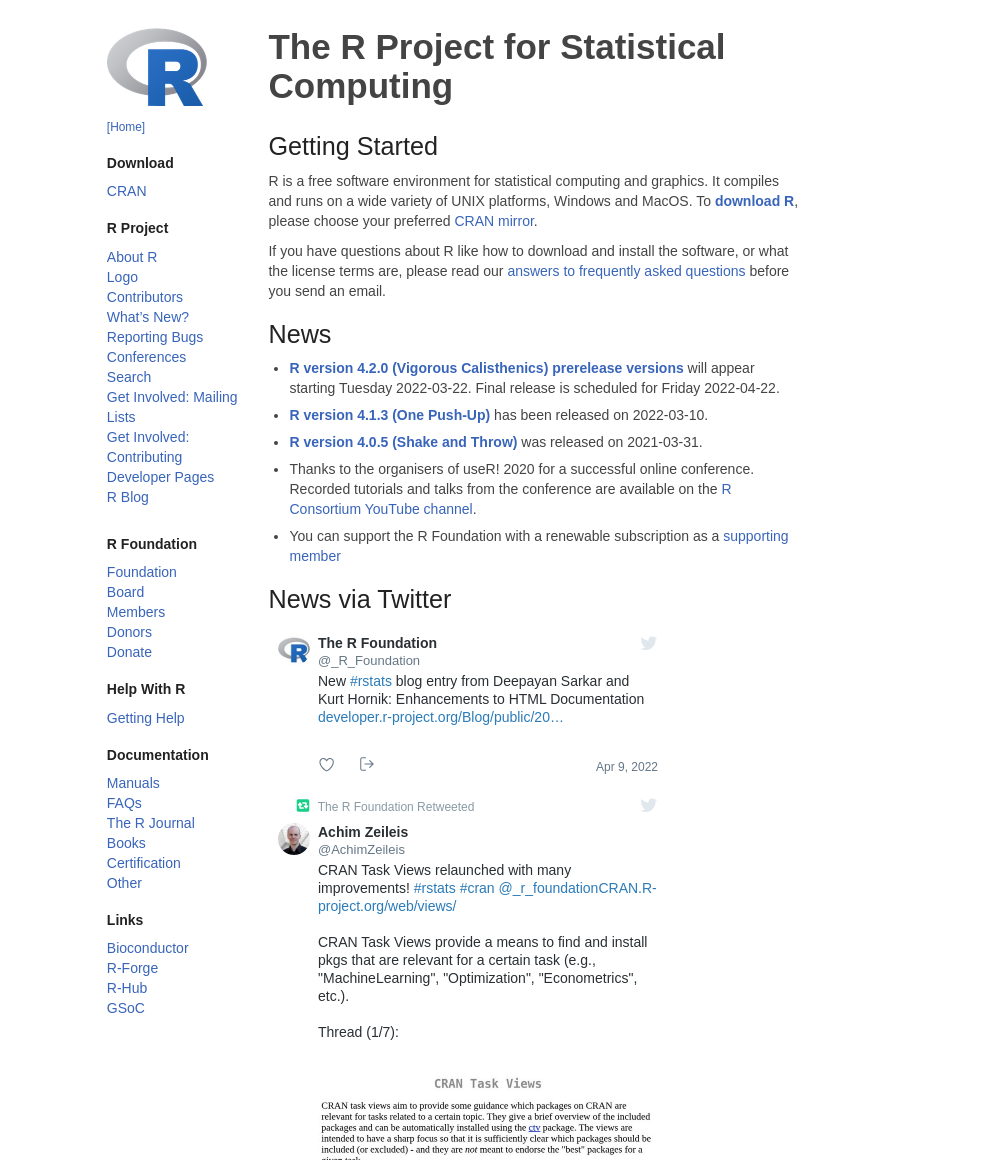 R
[Home]
Download
CRAN
R Project
About R
Logo
Contributors
What's New?
Reporting Bugs
Conferences
Search
Get Involved: Mailing
Lists
Get Involved:
Contributing
Developer Pages
R Blog
R Foundation
Foundation
Board
Members
Donors
Donate
Help With R
Getting Help
Documentation
Manuals
FAQs
The R Journal
Books
Certification
Other
Links
Bioconductor
R-Forge
R-Hub
GSoC
The R Project for Statistical
Computing
Getting Started
R is a free software environment for statistical computing and graphics. It compiles
and runs on a wide variety of UNIX platforms, Windows and MacOS. To download R,
please choose your preferred CRAN mirror.
If you have questions about R like how to download and install the software, or what
the license terms are, please read our answers to frequently asked questions before
you send an email.
News
• R version 4.2.0 (Vigorous Calisthenics) prerelease versions will appear
starting Tuesday 2022-03-22. Final release is scheduled for Friday 2022-04-22.
• R version 4.1.3 (One Push-Up) has been released on 2022-03-10.
• R version 4.0.5 (Shake and Throw) was released on 2021-03-31.
• Thanks to the organisers of useR! 2020 for a successful online conference.
Recorded tutorials and talks from the conference are available on the R
Consortium YouTube channel.
• You can support the R Foundation with a renewable subscription as a supporting
member
News via Twitter
R
The R Foundation
@_R_Foundation
New #rstats blog entry from Deepayan Sarkar and
Kurt Hornik: Enhancements to HTML Documentation
developer.r-project.org/Blog/public/20…
Apr 9, 2022
The R Foundation Retweeted
Achim Zeileis
@AchimZeileis
CRAN Task Views relaunched with many
improvements! #rstats #cran @_r_foundationCRAN.R-
project.org/web/views/
CRAN Task Views provide a means to find and install
pkgs that are relevant for a certain task (e.g.,
"MachineLearning", "Optimization", "Econometrics",
etc.).
Thread (1/7):
CRAN Task Views
CRAN task views aim to provide some guidance which packages on CRAN are
relevant for tasks related to a certain topic. They give a brief overview of the included
packages and can be automatically installed using the ctv package. The views are
intended to have a sharp focus so that it is sufficiently clear which packages should be
included (or excluded) - and they are not meant to endorse the "best" packages for a